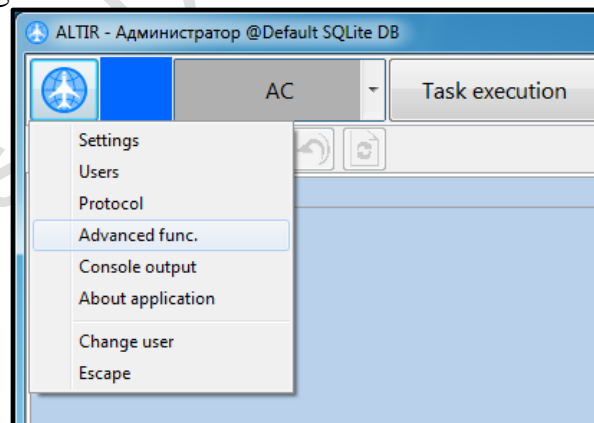 ALTIR - Администратор @Default SQLite DB
AC Task execution
Settings
Users
Protocol
Advanced func.
Console output
About application
Change user
Escape